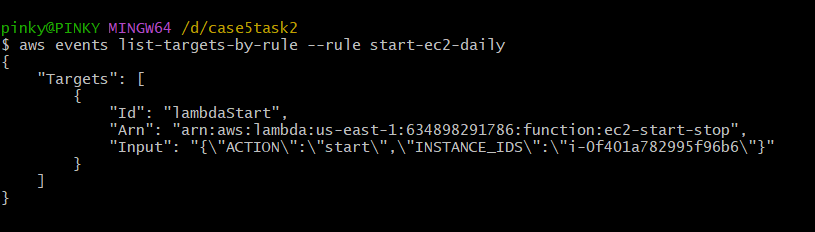 pinky@PINKY MINGW64 /d/case5task2
$ aws events list-targets-by-rule --rule start-ec2-daily
{
    "Targets": [
        {
            "Id": "lambdaStart",
            "Arn": "arn:aws:lambda:us-east-1:634898291786:function:ec2-start-stop",
            "Input": "{\"ACTION\":\"start\",\"INSTANCE_IDS\":\"i-0f401a782995f96b6\"}"
        }
    ]
}